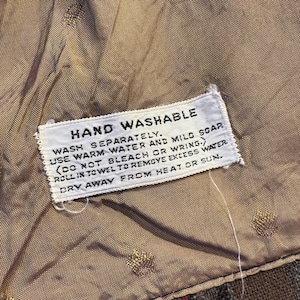 HAND WASHABLE
WASH SEPARATELY.
USE WARM WATER AND MILD SOAP
(DO NOT BLEACH OR WRING.)
ROLL IN TOWEL TO REMOVE EXCESS WATER
DRY AWAY FROM HEAT OR SUN.